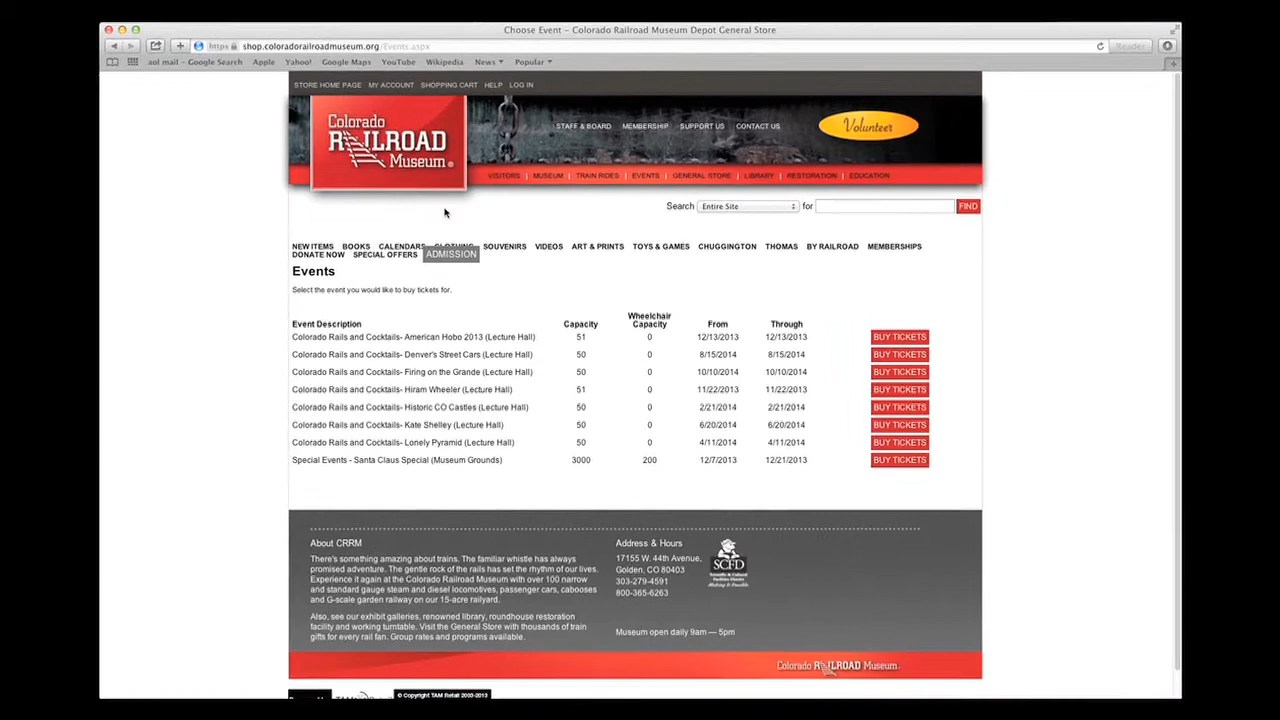 Choose Event – Colorado Railroad Museum Depot General Store
https shop.coloradorailroadmuseum.org/Events.aspx Reader
aol mail – Google Search Apple Yahoo! Google Maps YouTube Wikipedia News Popular
STORE HOME PAGE MY ACCOUNT SHOPPING CART HELP LOG IN
Colorado
RAILROAD
Museum®
STAFF & BOARD MEMBERSHIP SUPPORT US CONTACT US Volunteer
VISITORS | MUSEUM | TRAIN RIDES | EVENTS | GENERAL STORE | LIBRARY | RESTORATION | EDUCATION
Search Entire Site for FIND
NEW ITEMS BOOKS CALENDARS CLOTHING SOUVENIRS VIDEOS ART & PRINTS TOYS & GAMES CHUGGINGTON THOMAS BY RAILROAD MEMBERSHIPS
DONATE NOW SPECIAL OFFERS ADMISSION
Events
Select the event you would like to buy tickets for.
Event Description Capacity Wheelchair Capacity From Through
Colorado Rails and Cocktails- American Hobo 2013 (Lecture Hall) 51 0 12/13/2013 12/13/2013 BUY TICKETS
Colorado Rails and Cocktails- Denver's Street Cars (Lecture Hall) 50 0 8/15/2014 8/15/2014 BUY TICKETS
Colorado Rails and Cocktails- Firing on the Grande (Lecture Hall) 50 0 10/10/2014 10/10/2014 BUY TICKETS
Colorado Rails and Cocktails- Hiram Wheeler (Lecture Hall) 51 0 11/22/2013 11/22/2013 BUY TICKETS
Colorado Rails and Cocktails- Historic CO Castles (Lecture Hall) 50 0 2/21/2014 2/21/2014 BUY TICKETS
Colorado Rails and Cocktails- Kate Shelley (Lecture Hall) 50 0 6/20/2014 6/20/2014 BUY TICKETS
Colorado Rails and Cocktails- Lonely Pyramid (Lecture Hall) 50 0 4/11/2014 4/11/2014 BUY TICKETS
Special Events - Santa Claus Special (Museum Grounds) 3000 200 12/7/2013 12/21/2013 BUY TICKETS
About CRRM
There's something amazing about trains. The familiar whistle has always
promised adventure. The gentle rock of the rails has set the rhythm of our lives.
Experience it again at the Colorado Railroad Museum with over 100 narrow
and standard gauge steam and diesel locomotives, passenger cars, cabooses
and G-scale garden railway on our 15-acre railyard.
Also, see our exhibit galleries, renowned library, roundhouse restoration
facility and working turntable. Visit the General Store with thousands of train
gifts for every rail fan. Group rates and programs available.
Address & Hours
17155 W. 44th Avenue,
Golden, CO 80403
303-279-4591
800-365-6263
SCFD
Museum open daily 9am — 5pm
Colorado RAILROAD Museum.
© Copyright TAM Retail 2003-2013